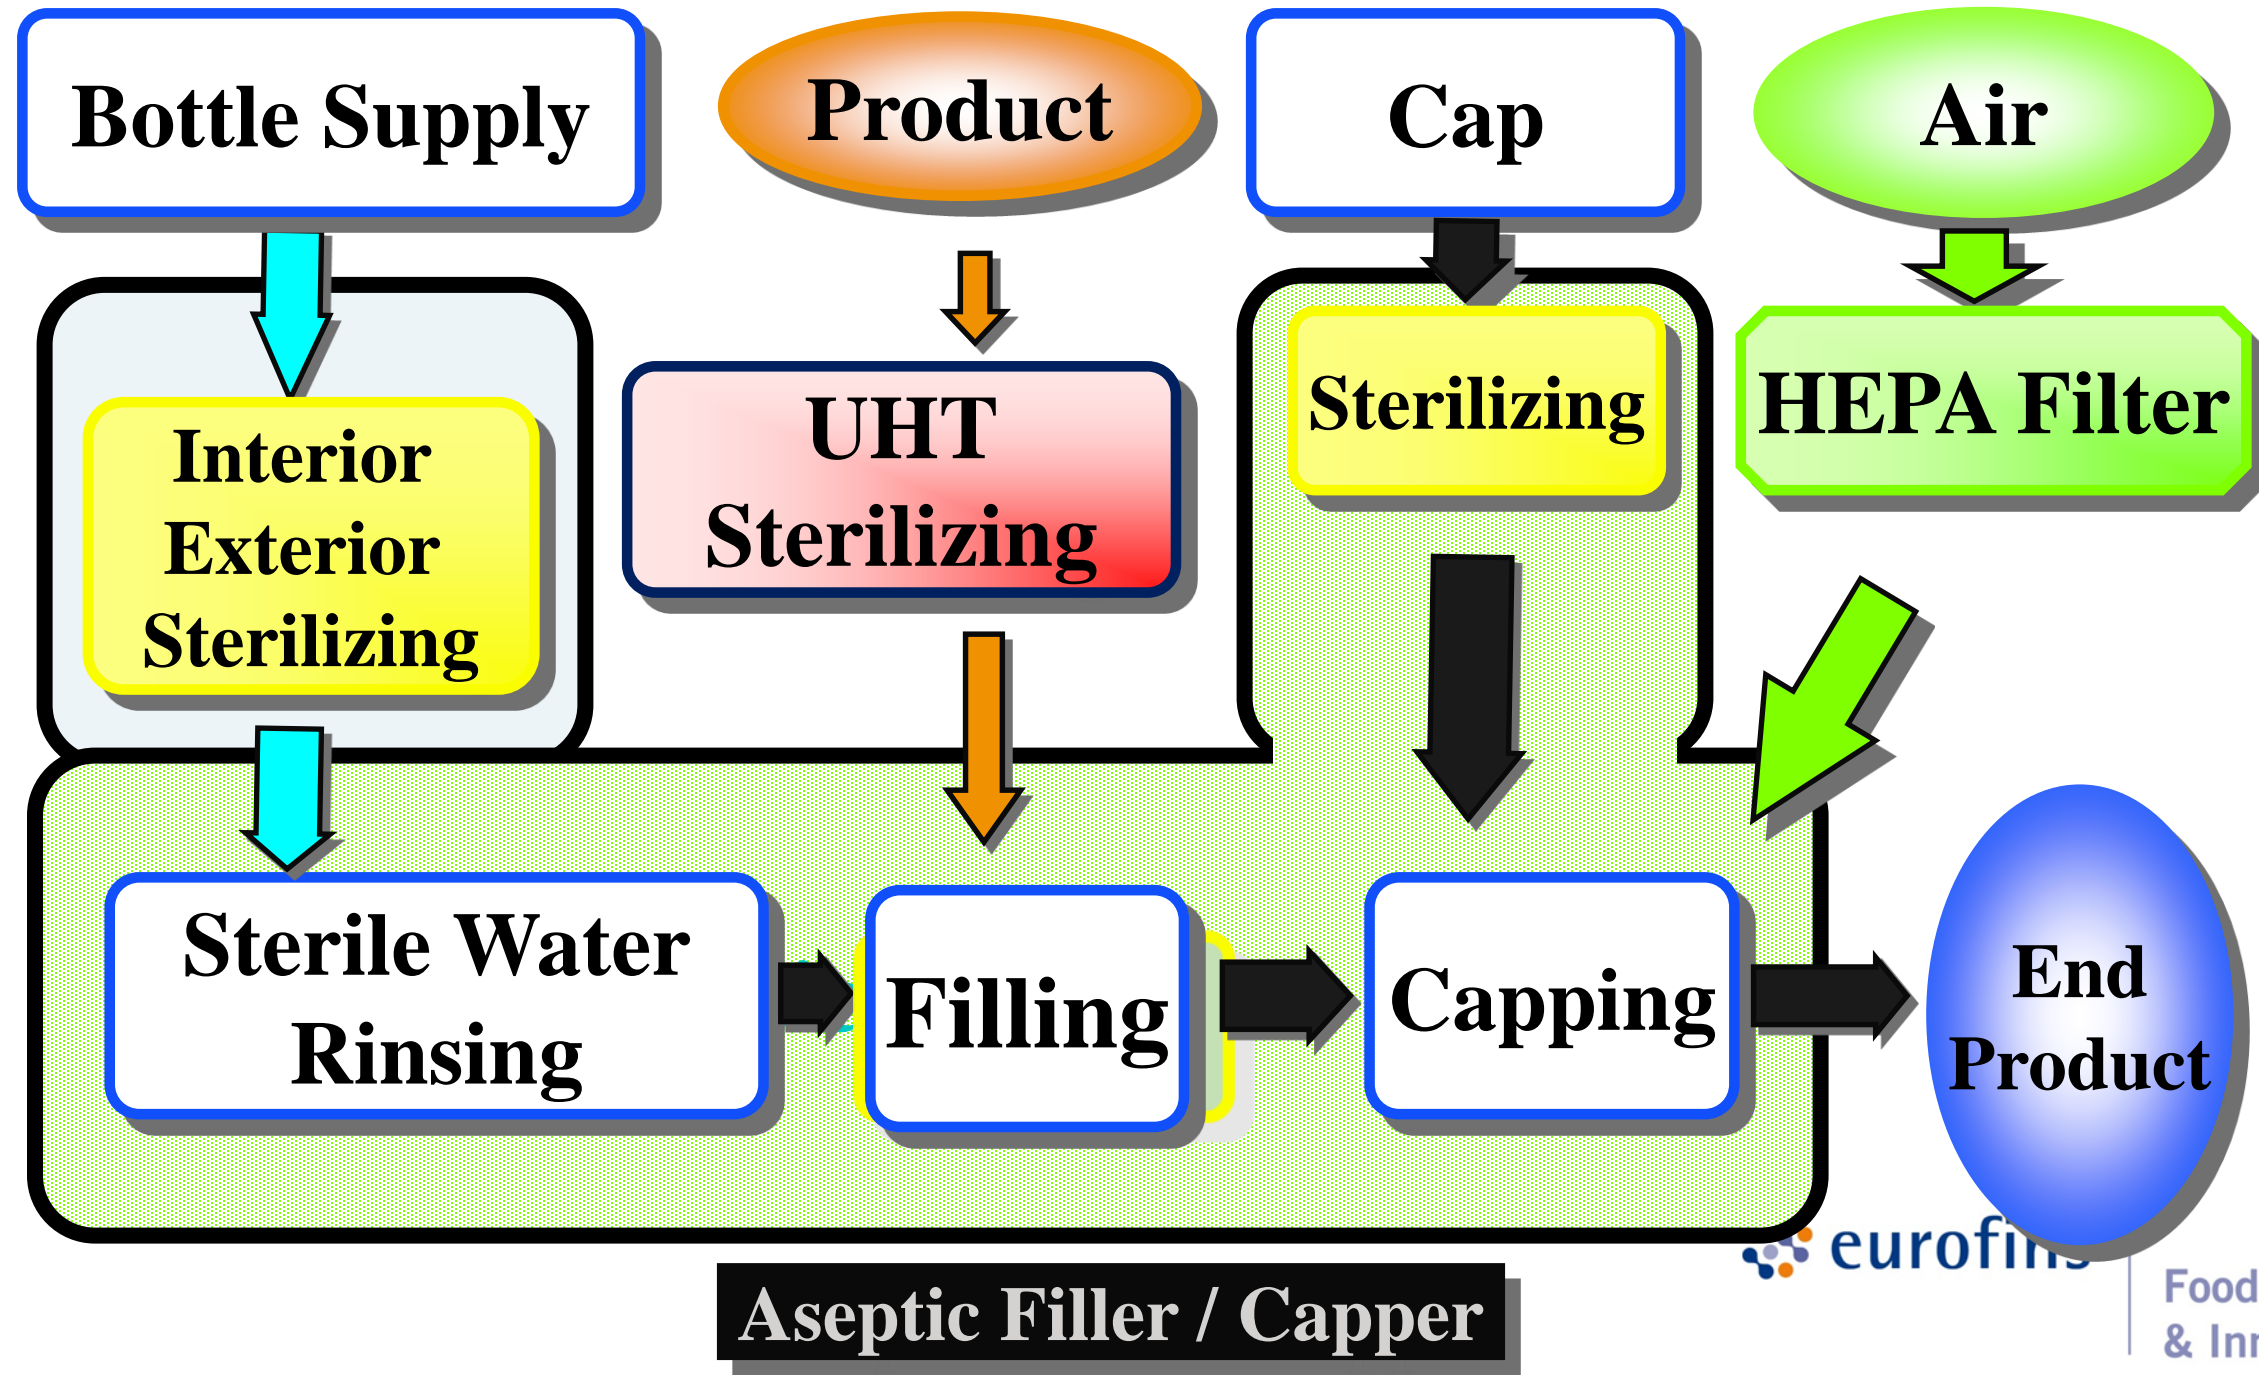 Bottle Supply
Product
Cap
Air
Interior
Exterior
Sterilizing
UHT
Sterilizing
Sterilizing
HEPA Filter
Sterile Water
Rinsing
Filling
Capping
End
Product
Aseptic Filler / Capper
eurofins
Food
&